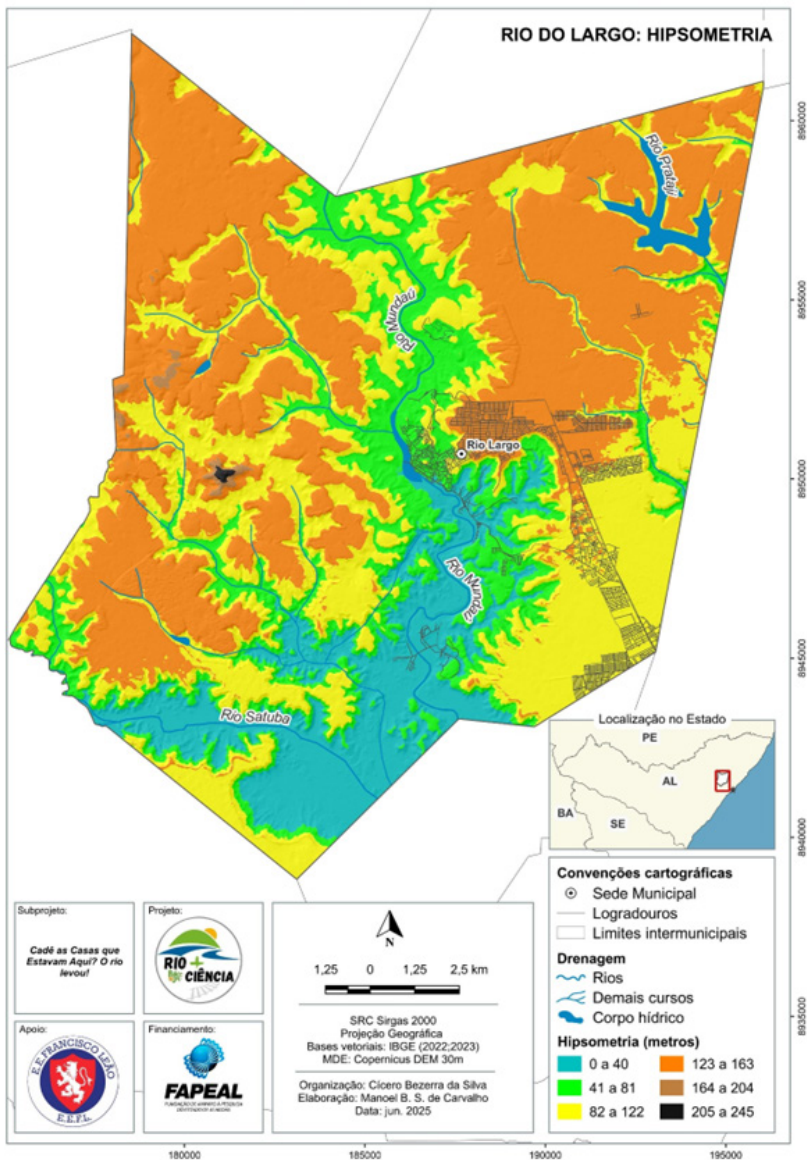 RIO DO LARGO: HIPSOMETRIA
Rio Pratajú
Rio Mundaú
Rio Largo
Rio Mundaú
Rio Satuba
8960000
8955000
8950000
8945000
8940000
8935000
180000
185000
190000
195000
Localização no Estado
PE
AL
BA
SE
Convenções cartográficas
Sede Municipal
Logradouros
Limites intermunicipais
Drenagem
Rios
Demais cursos
Corpo hídrico
Hipsometria (metros)
0 a 40
123 a 163
41 a 81
164 a 204
82 a 122
205 a 245
Subprojeto:
Cadê as Casas que
Estavam Aqui? O rio
levou!
Projeto:
RIO +
CIÊNCIA
Apoio:
E.E.FRANCISCO LEÃO
E.E.F.L.
Financiamento:
FAPEAL
N
1,25 0 1,25 2,5 km
SRC Sirgas 2000
Projeção Geográfica
Bases vetoriais: IBGE (2022;2023)
MDE: Copernicus DEM 30m
Organização: Cícero Bezerra da Silva
Elaboração: Manoel B. S. de Carvalho
Data: jun. 2025